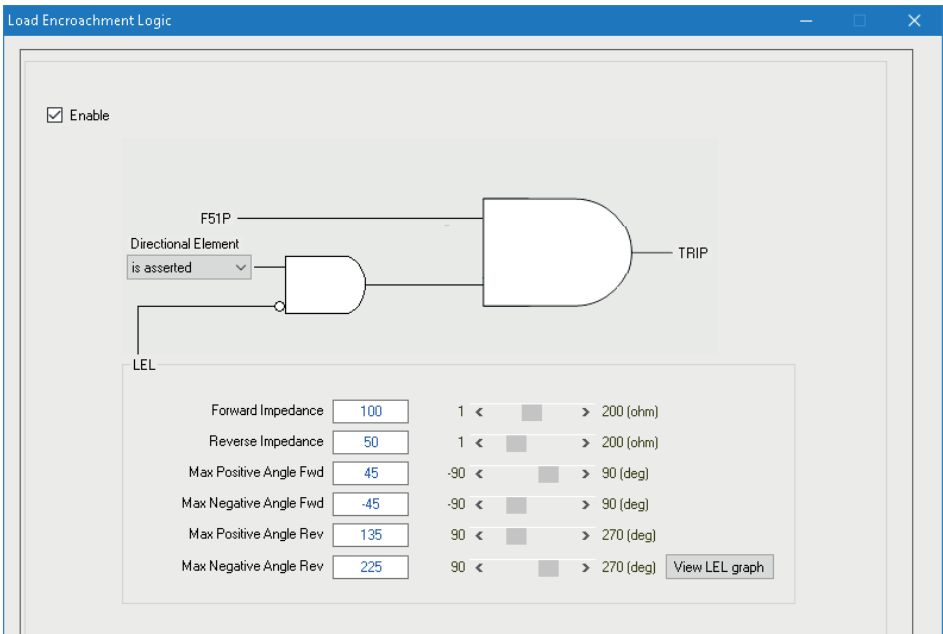 Load Encroachment Logic
Enable
F51P
Directional Element
is asserted
TRIP
LEL
Forward Impedance 100 1 200 (ohm)
Reverse Impedance 50 1 200 (ohm)
Max Positive Angle Fwd 45 -90 90 (deg)
Max Negative Angle Fwd -45 -90 90 (deg)
Max Positive Angle Rev 135 90 270 (deg)
Max Negative Angle Rev 225 90 270 (deg) View LEL graph